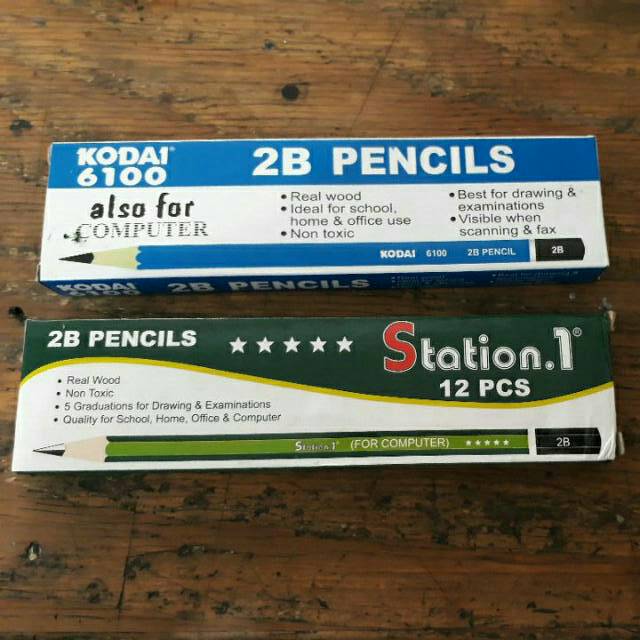 KODAI®
6100
2B PENCILS
also for
COMPUTER
• Real wood
• Ideal for school,
home & office use
• Non toxic
• Best for drawing &
examinations
• Visible when
scanning & fax
KODAI 6100 2B PENCIL 2B
6100 2B PENCILS
2B PENCILS ★★★★★ Station.1®
12 PCS
• Real Wood
• Non Toxic
• 5 Graduations for Drawing & Examinations
• Quality for School, Home, Office & Computer
Station.1® (FOR COMPUTER) ★★★★★ 2B